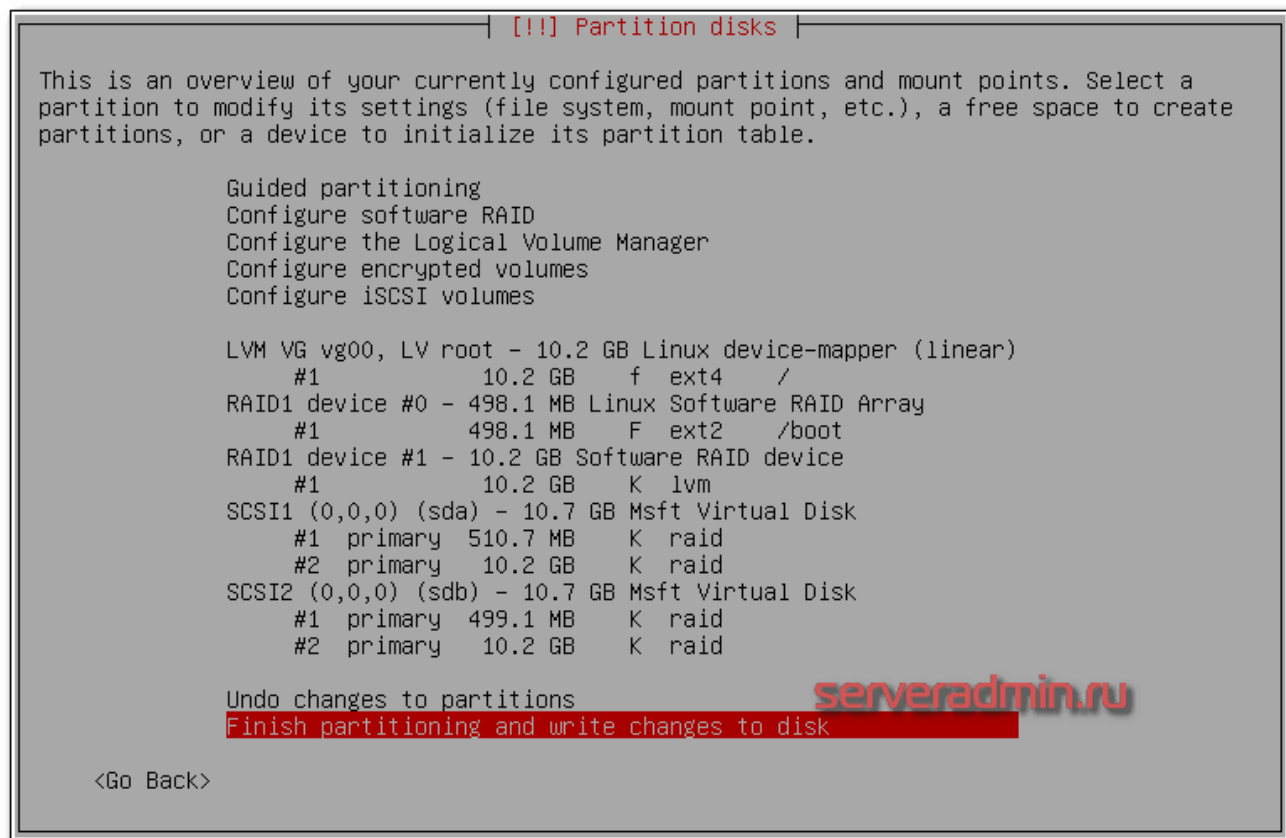 [!!] Partition disks
This is an overview of your currently configured partitions and mount points. Select a
partition to modify its settings (file system, mount point, etc.), a free space to create
partitions, or a device to initialize its partition table.
Guided partitioning
Configure software RAID
Configure the Logical Volume Manager
Configure encrypted volumes
Configure iSCSI volumes
LVM VG vg00, LV root - 10.2 GB Linux device-mapper (linear)
#1 10.2 GB f ext4 /
RAID1 device #0 - 498.1 MB Linux Software RAID Array
#1 498.1 MB F ext2 /boot
RAID1 device #1 - 10.2 GB Software RAID device
#1 10.2 GB K lvm
SCSI1 (0,0,0) (sda) - 10.7 GB Msft Virtual Disk
#1 primary 510.7 MB K raid
#2 primary 10.2 GB K raid
SCSI2 (0,0,0) (sdb) - 10.7 GB Msft Virtual Disk
#1 primary 499.1 MB K raid
#2 primary 10.2 GB K raid
Undo changes to partitions
serveradmin.ru
Finish partitioning and write changes to disk
<Go Back>